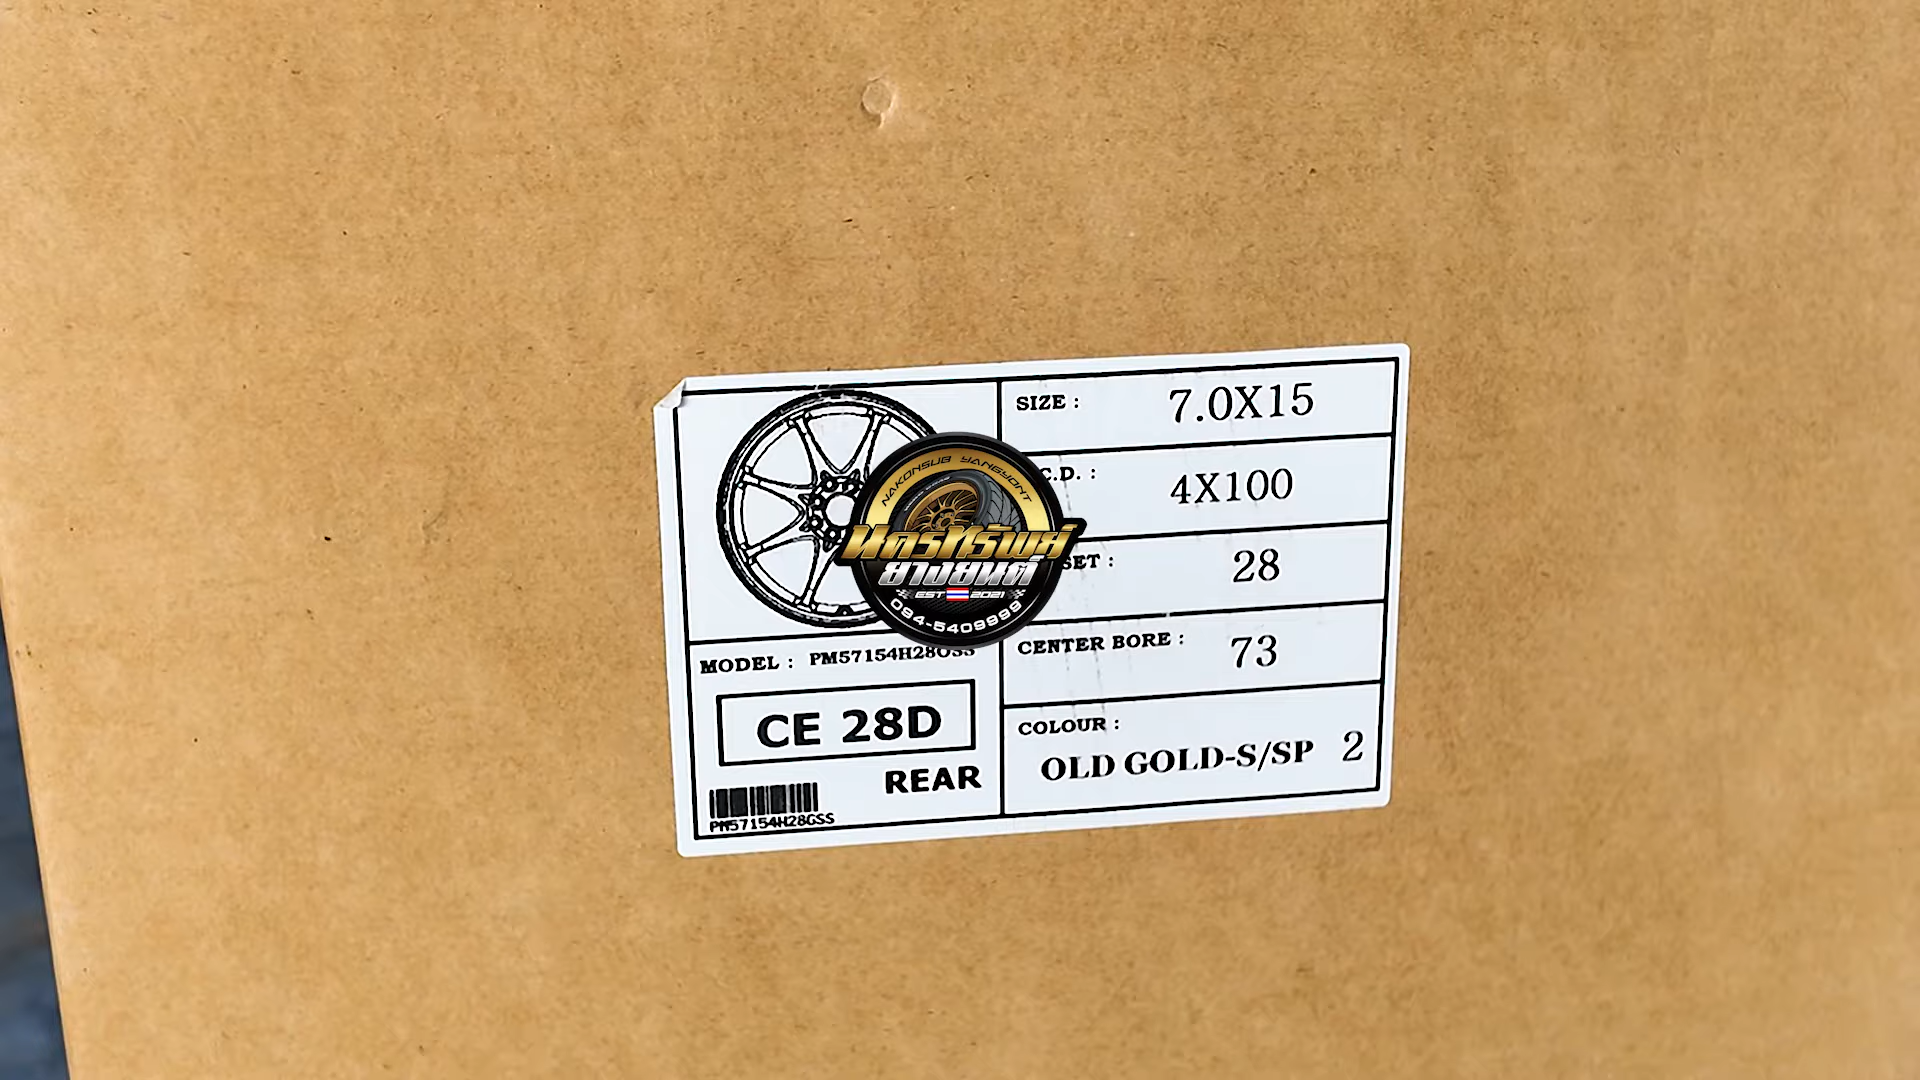 SIZE : 7.0X15
C.D. : 4X100
SET : 28
CENTER BORE : 73
COLOUR :
OLD GOLD-S/SP 2
MODEL :
CE 28D
REAR
PM57154H28GSS
NAKONSUB YANGYONT
นครทรัพย์
ยางยนต์
EST 2021
094-5409999